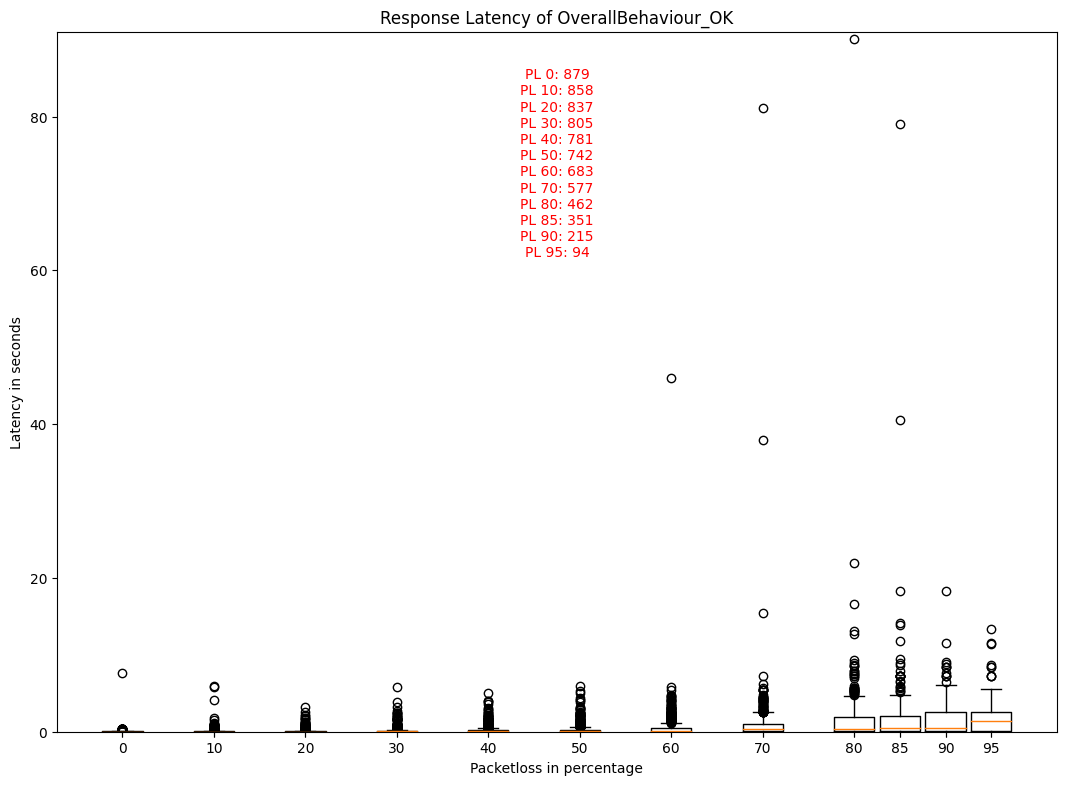 Response Latency of OverallBehaviour_OK
PL 0: 879
PL 10: 858
PL 20: 837
PL 30: 805
PL 40: 781
PL 50: 742
PL 60: 683
PL 70: 577
PL 80: 462
PL 85: 351
PL 90: 215
PL 95: 94
Latency in seconds
80
60
40
20
0
0 10 20 30 40 50 60 70 80 85 90 95
Packetloss in percentage